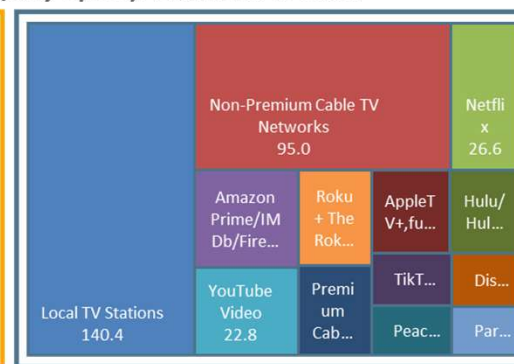 Local TV Stations
140.4
Non-Premium Cable TV
Networks
95.0
Netfli
x
26.6
Amazon
Prime/IM
Db/Fire...
Roku
+ The
Rok...
AppleT
V+,fu...
Hulu/
Hul...
YouTube
Video
22.8
Premi
um
Cab...
TikT...
Dis...
Peac...
Par...